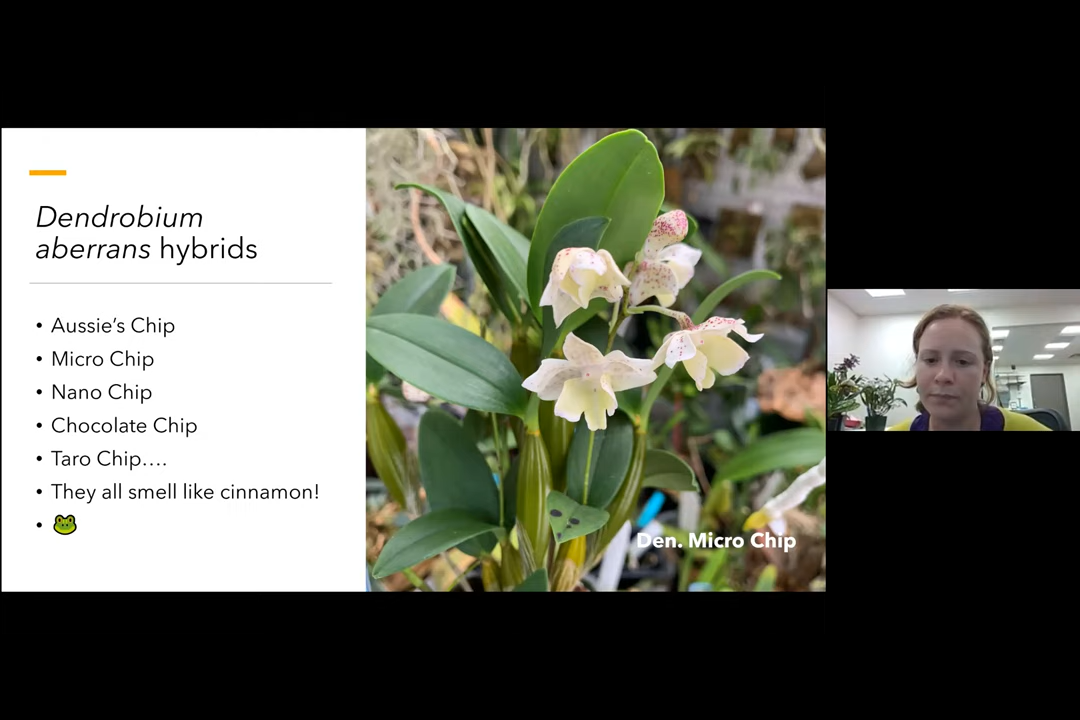 Dendrobium
aberrans hybrids
• Aussie's Chip
• Micro Chip
• Nano Chip
• Chocolate Chip
• Taro Chip....
• They all smell like cinnamon!
• 🐸
Den. Micro Chip